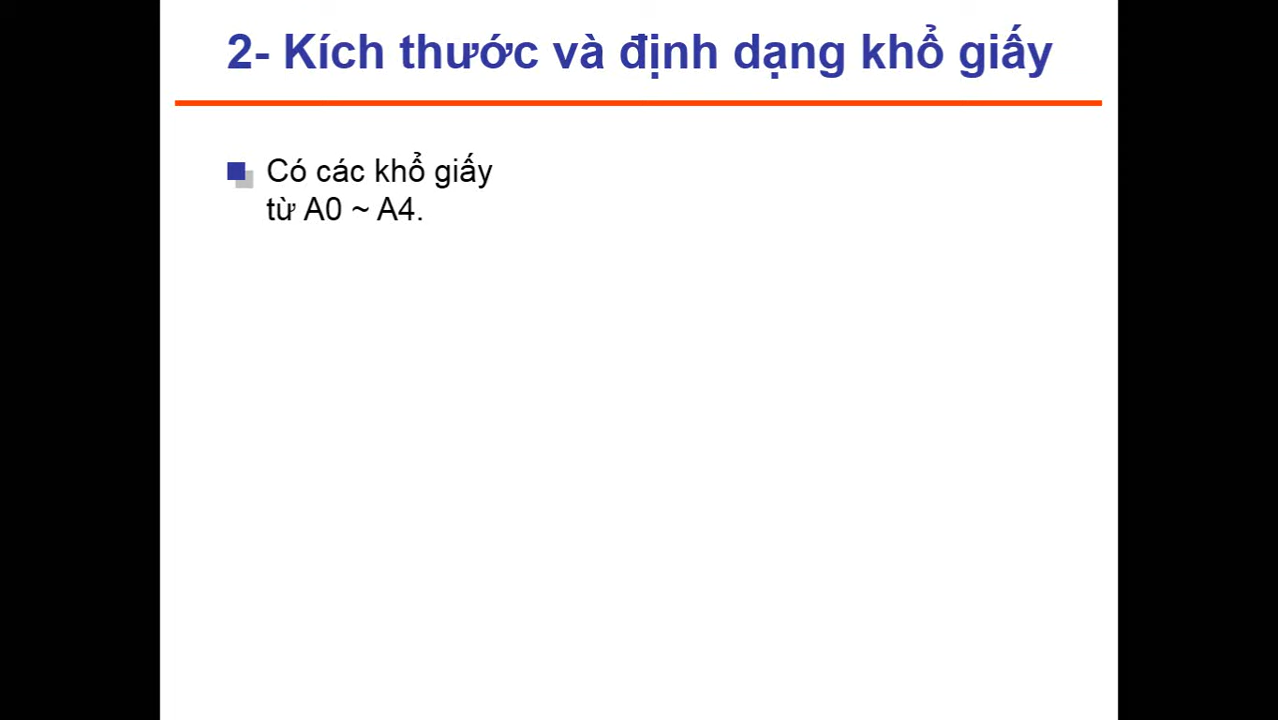 2- Kích thước và định dạng khổ giấy
Có các khổ giấy
từ A0 ~ A4.